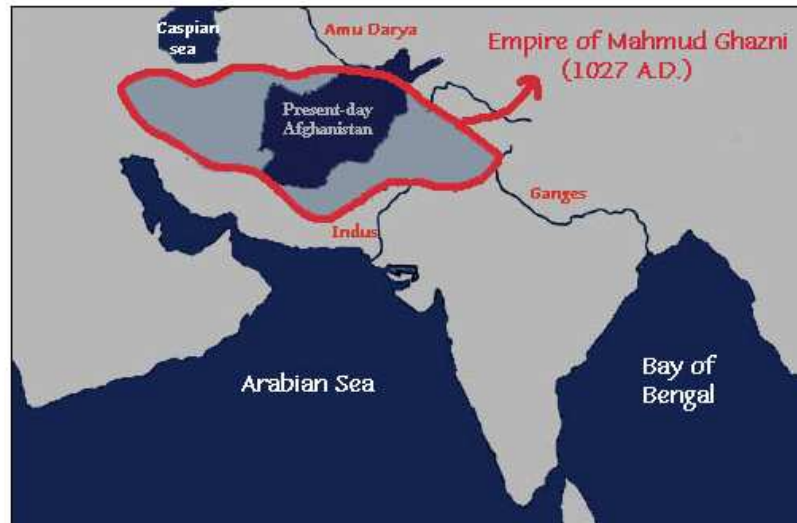 Caspian
sea
Amu Darya
Empire of Mahmud Ghazni
(1027 A.D.)
Present-day
Afghanistan
Ganges
Indus
Arabian Sea
Bay of
Bengal